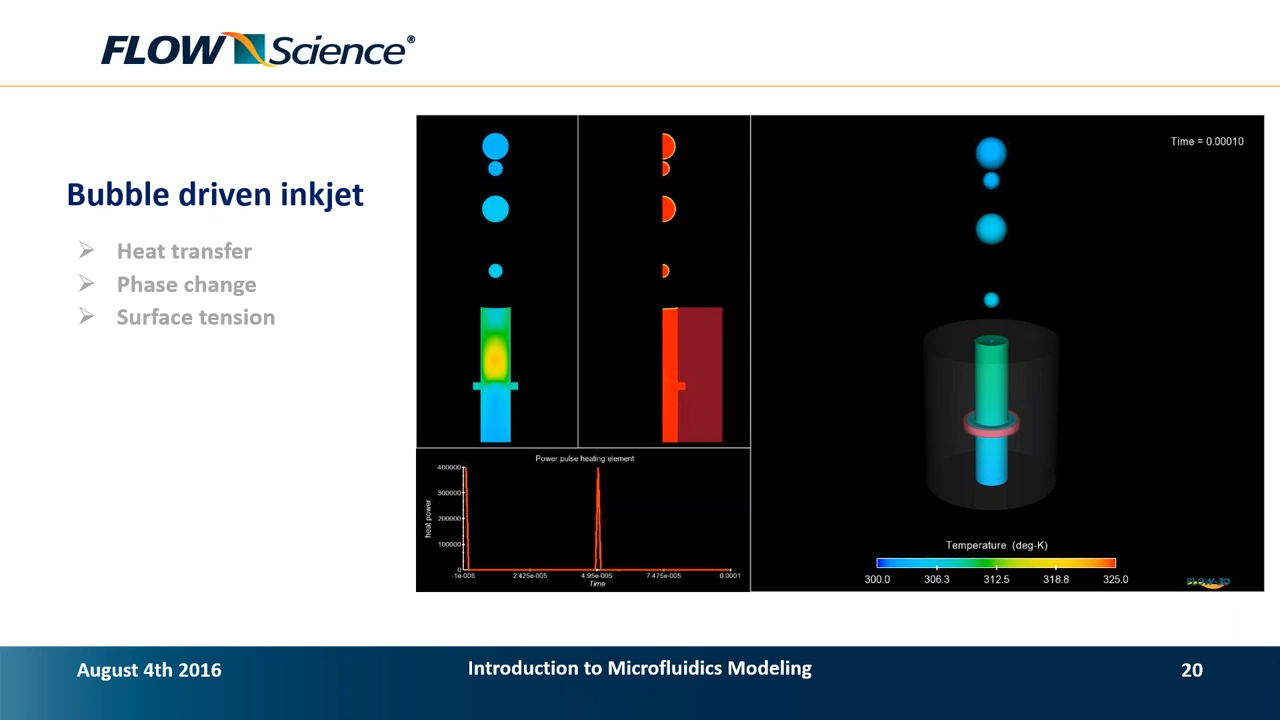 FLOW Science®
Bubble driven inkjet
Heat transfer
Phase change
Surface tension
Time = 0.00010
Power pulse heating element
heat power
400000
300000
200000
100000
0
-1e-006 2.425e-005 4.95e-005 7.475e-005 0.0001
Time
Temperature (deg-K)
300.0 306.3 312.5 318.8 325.0
FLOW-3D
August 4th 2016
Introduction to Microfluidics Modeling
20